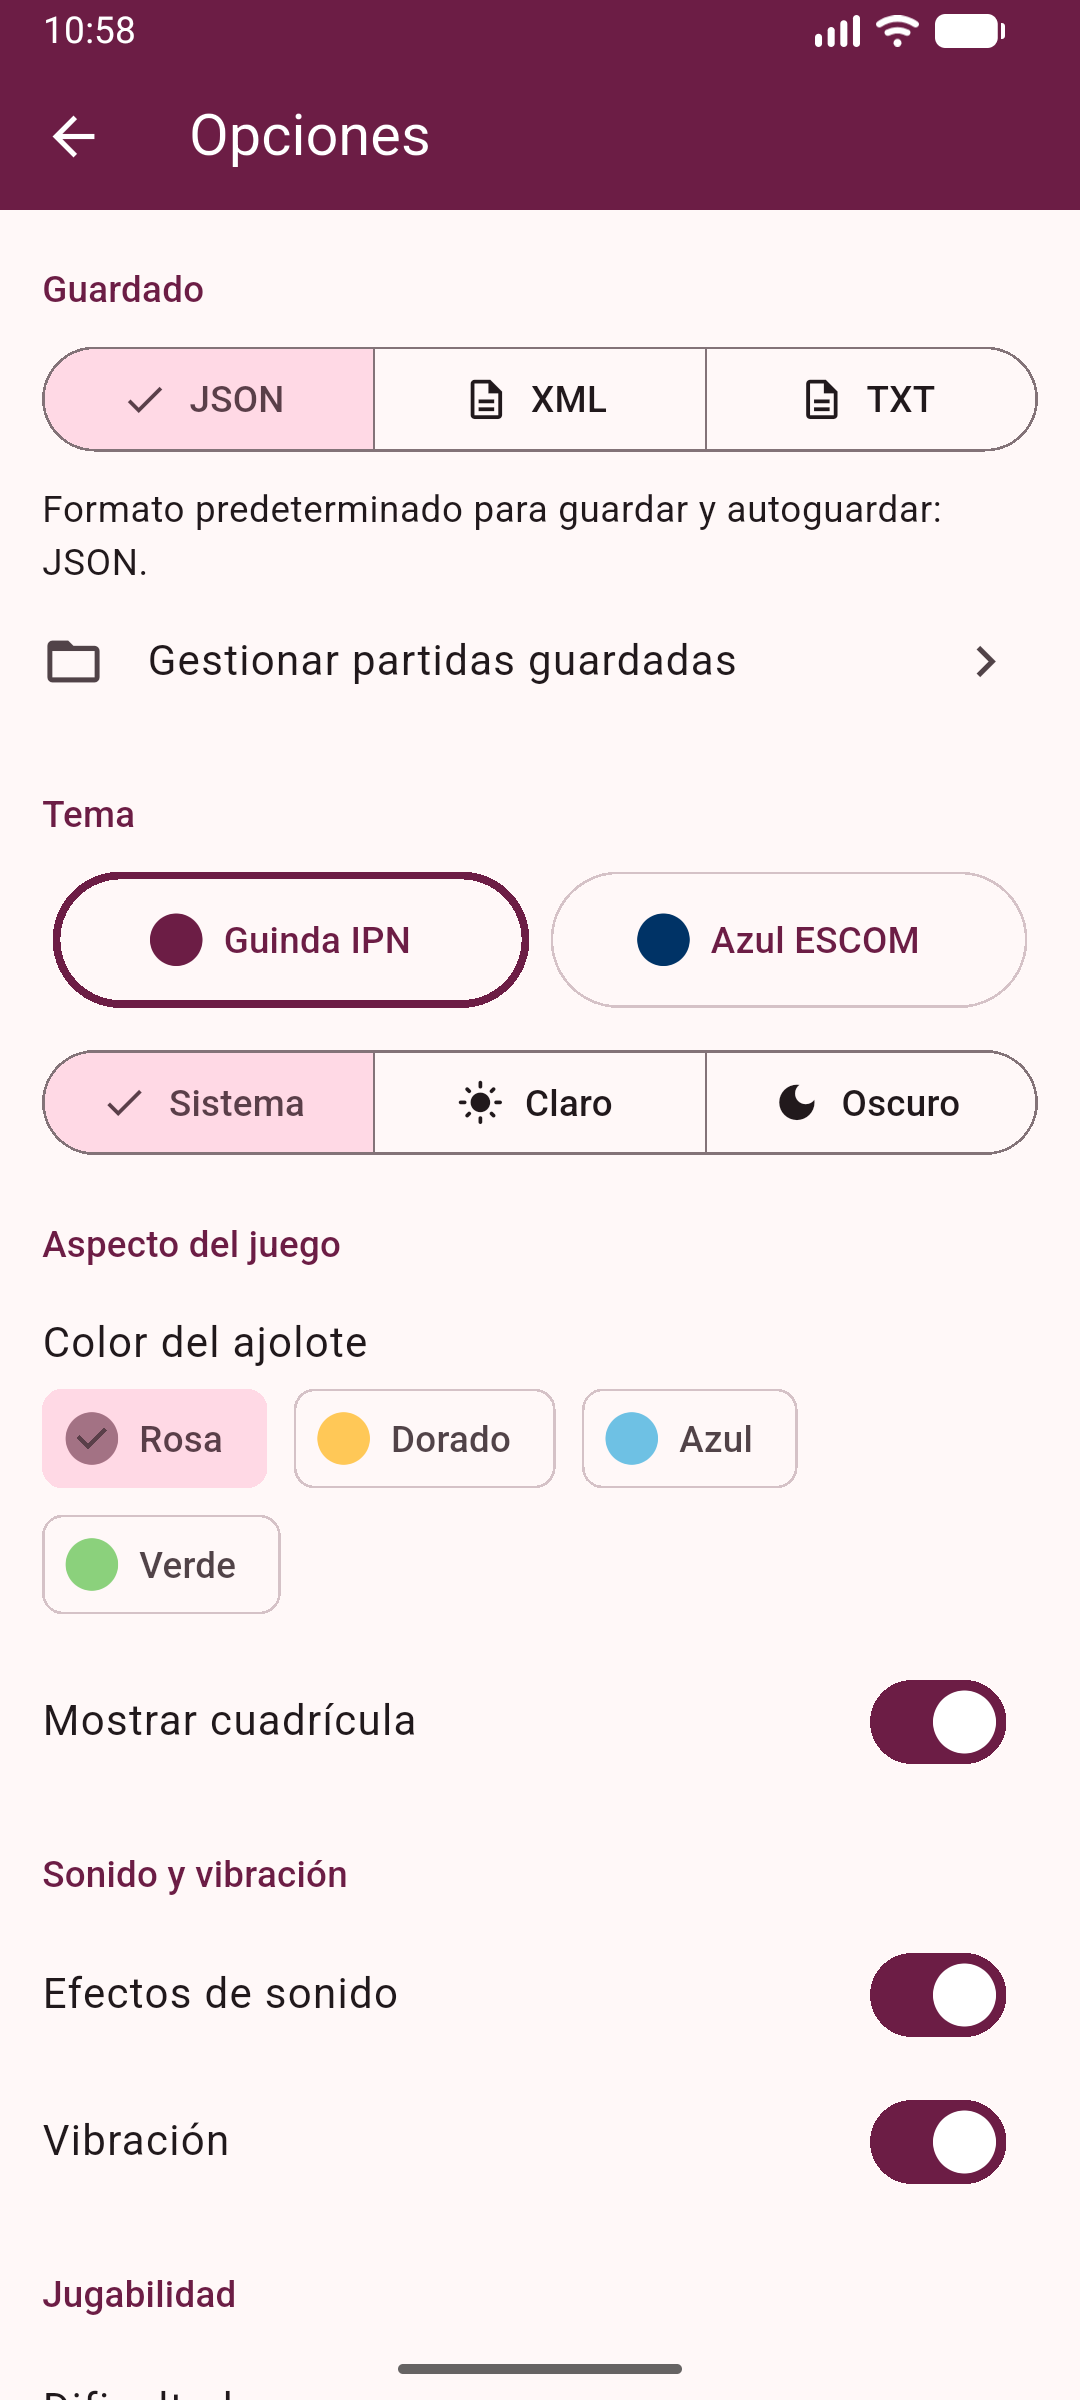 10:58
Opciones
Guardado
JSON
XML
TXT
Formato predeterminado para guardar y autoguardar:
JSON.
Gestionar partidas guardadas
Tema
Guinda IPN
Azul ESCOM
Sistema
Claro
Oscuro
Aspecto del juego
Color del ajolote
Rosa
Dorado
Azul
Verde
Mostrar cuadrícula
Sonido y vibración
Efectos de sonido
Vibración
Jugabilidad